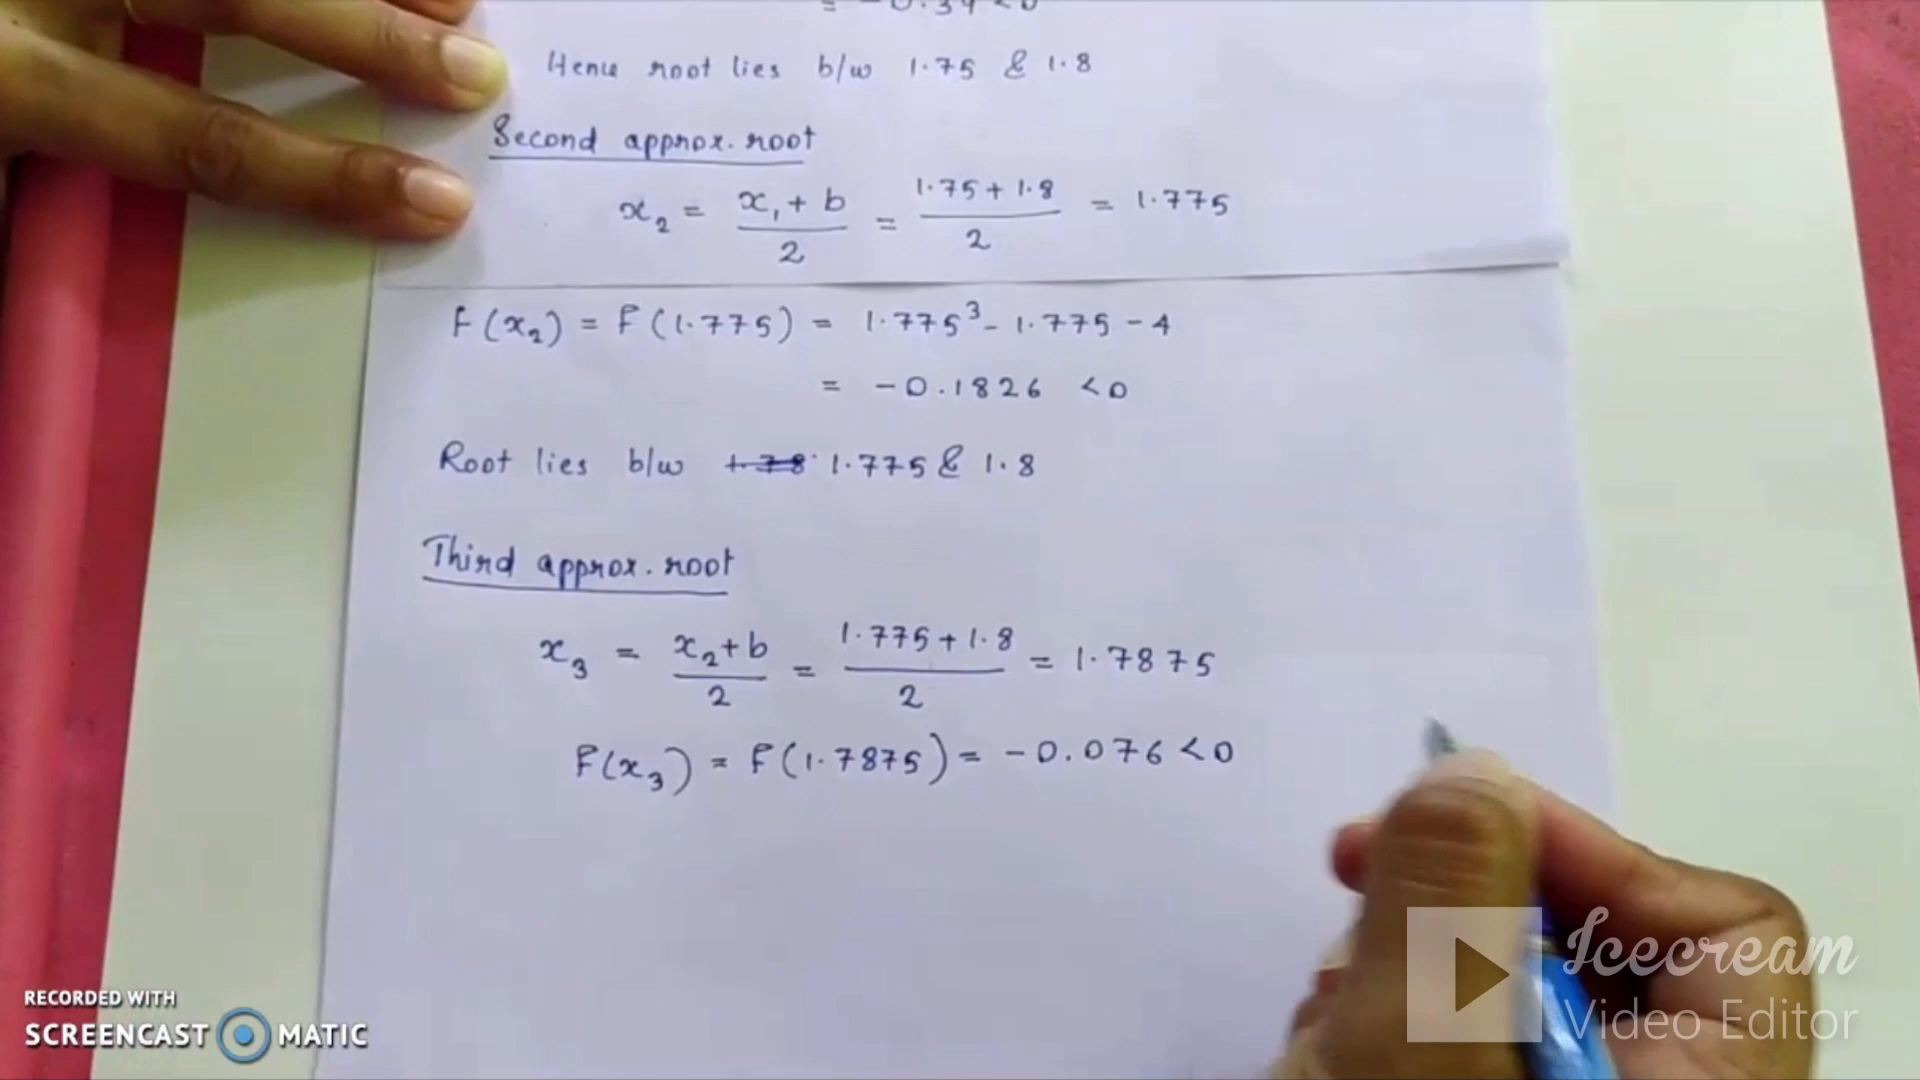 = -0.39 < 0
Hence root lies b/w 1.75 & 1.8
Second approx. root
x₂ = (x₁ + b)/2 = (1.75 + 1.8)/2 = 1.775
F(x₂) = F(1.775) = 1.775³ - 1.775 - 4
= -0.1826 < 0
Root lies b/w 1.775 & 1.8
Third approx. root
x₃ = (x₂ + b)/2 = (1.775 + 1.8)/2 = 1.7875
F(x₃) = F(1.7875) = -0.076 < 0
RECORDED WITH
SCREENCAST MATIC
Icecream
Video Editor